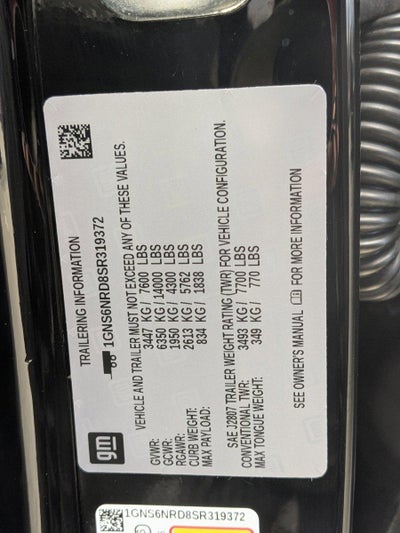 TRAILERING INFORMATION
1GNS6NRD8SR319372
VEHICLE AND TRAILER MUST NOT EXCEED ANY OF THESE VALUES.
GVWR: 3447 KG / 7600 LBS
GCWR: 6350 KG / 14000 LBS
RGAWR: 1950 KG / 4300 LBS
CURB WEIGHT: 2613 KG / 5762 LBS
MAX PAYLOAD: 834 KG / 1838 LBS
SAE J2807 TRAILER WEIGHT RATING (TWR) FOR VEHICLE CONFIGURATION.
CONVENTIONAL TWR: 3493 KG / 7700 LBS
MAX TONGUE WEIGHT: 349 KG / 770 LBS
SEE OWNER'S MANUAL FOR MORE INFORMATION
gm
1GNS6NRD8SR319372